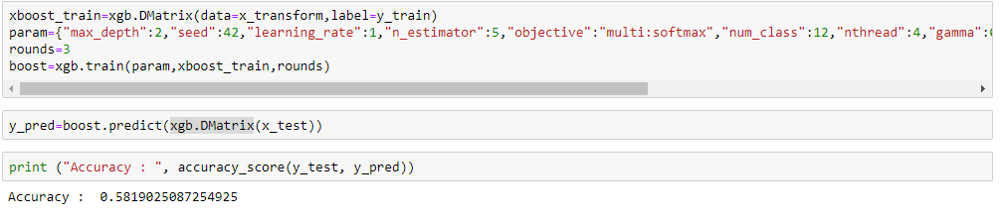 xboost_train=xgb.DMatrix(data=x_transform,label=y_train)
param={"max_depth":2,"seed":42,"learning_rate":1,"n_estimator":5,"objective":"multi:softmax","num_class":12,"nthread":4,"gamma":
rounds=3
boost=xgb.train(param,xboost_train,rounds)
y_pred=boost.predict(xgb.DMatrix(x_test))
print ("Accuracy : ", accuracy_score(y_test, y_pred))
Accuracy :  0.5819025087254925